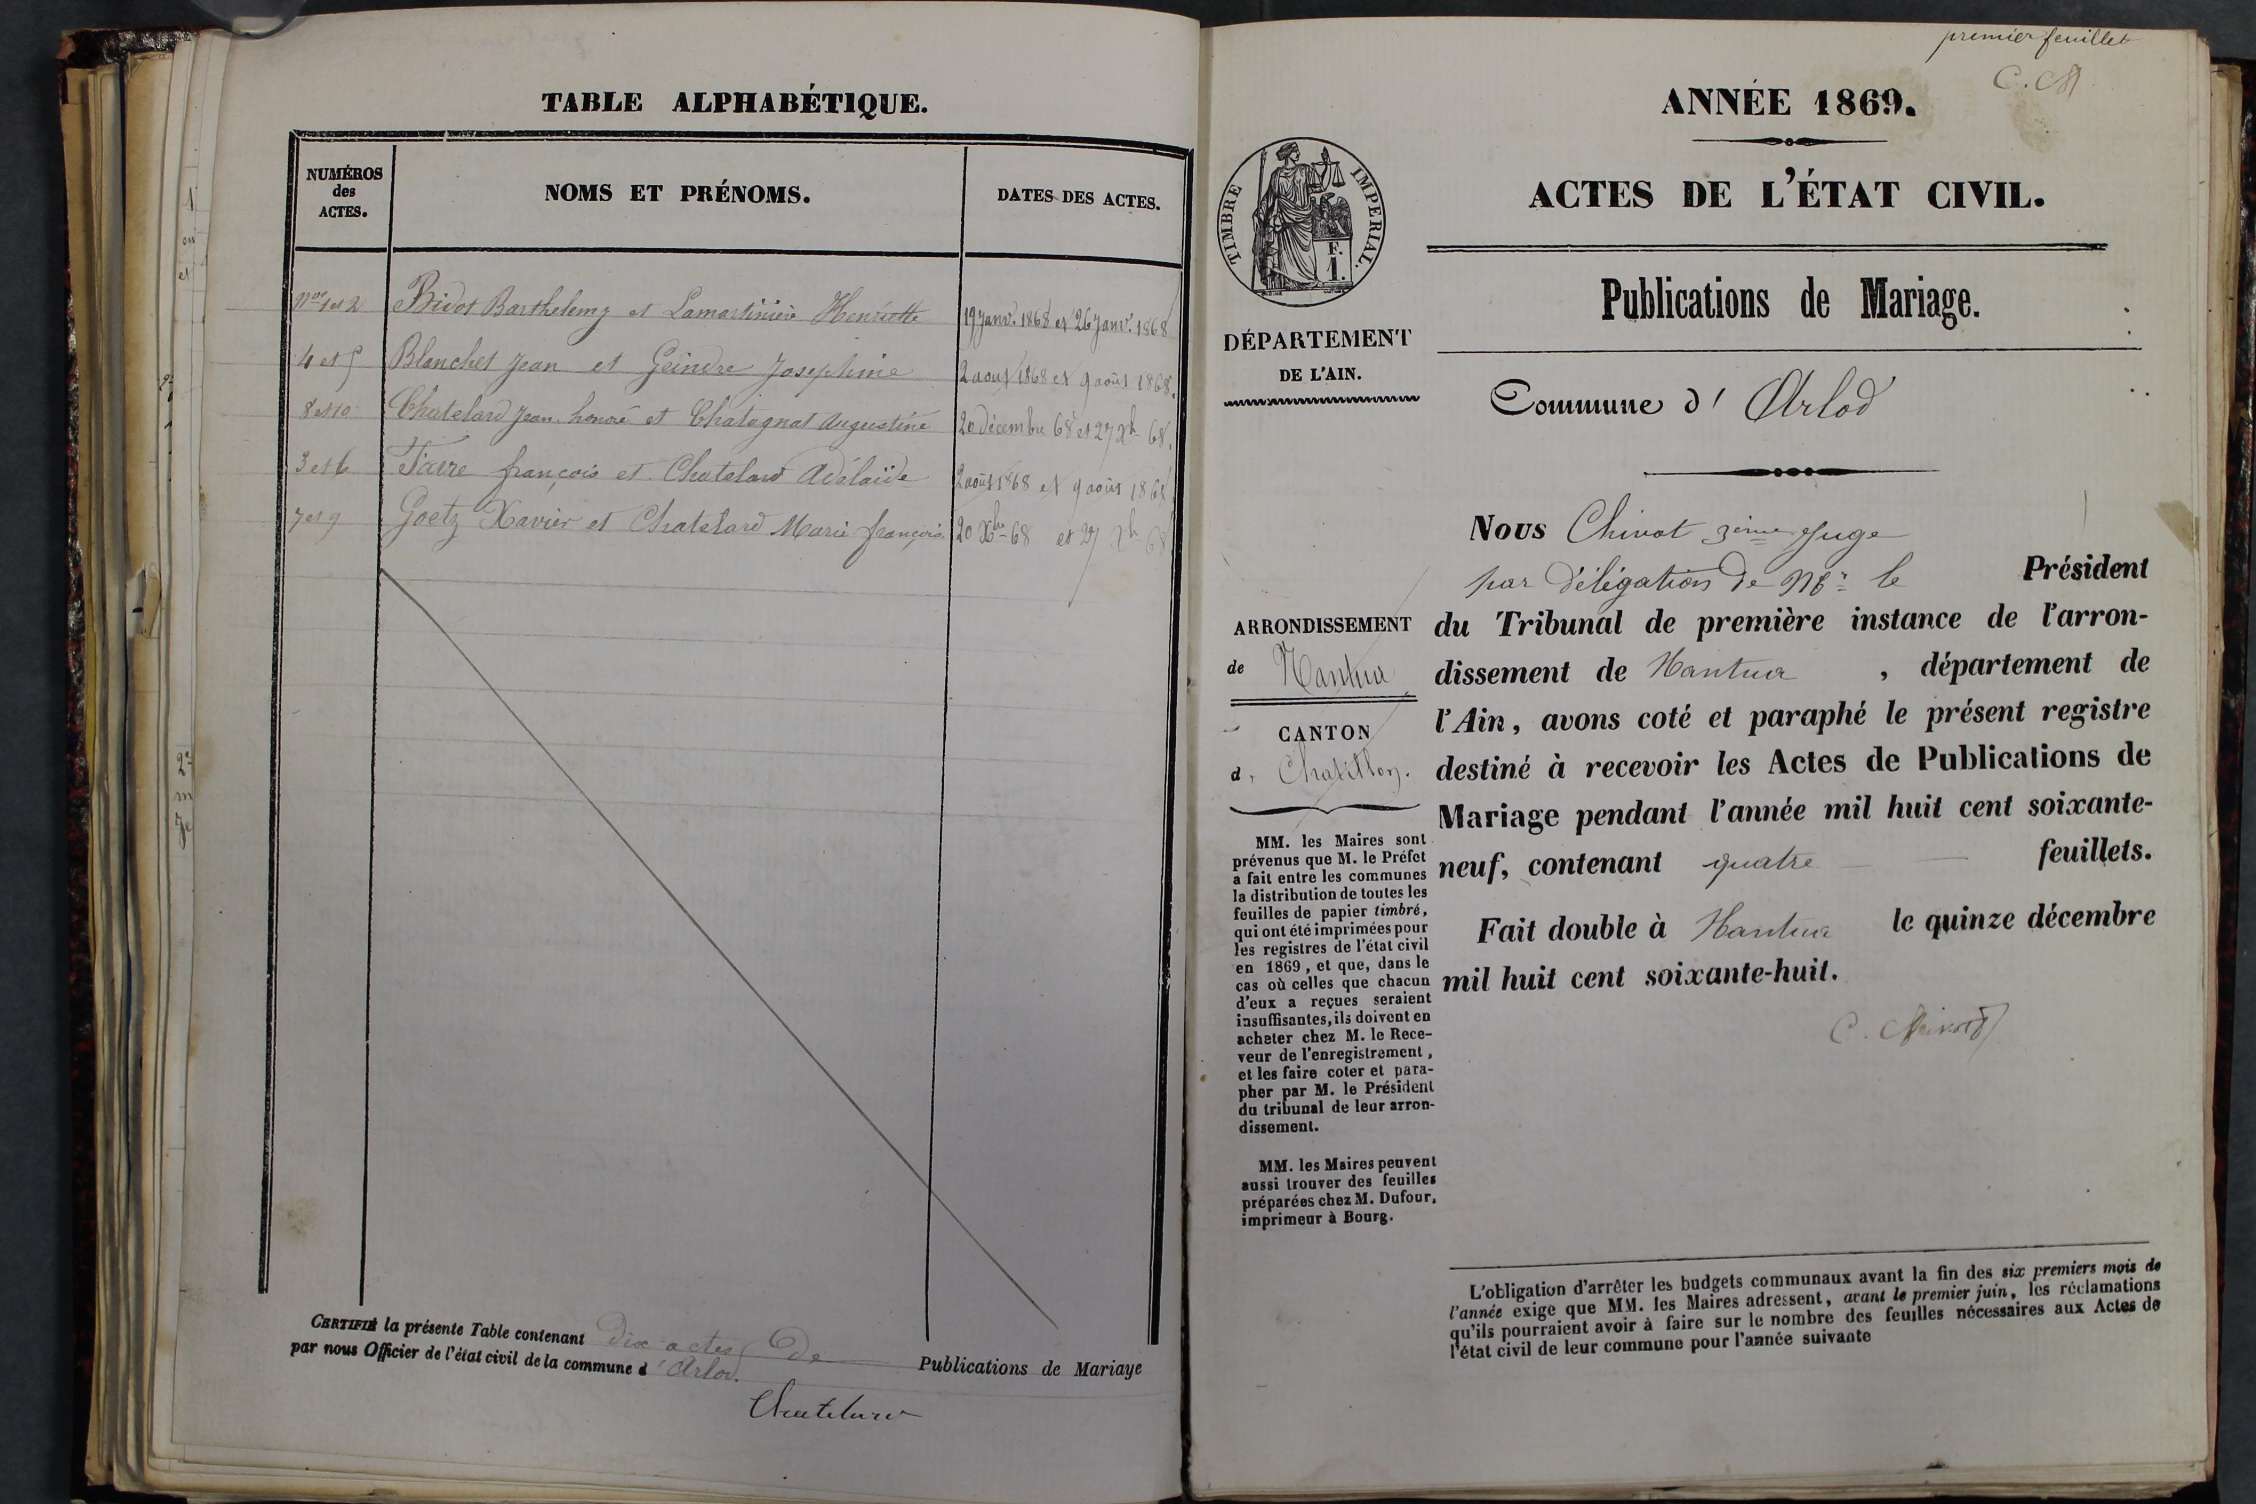 TABLE ALPHABÉTIQUE.
NUMÉROS
des
ACTES.
NOMS ET PRÉNOMS.
DATES DES ACTES.
Nos 1 et 2 Bidot Barthelemy et Lamartinière Henriette 19 janv. 1868 et 26 janv. 1868
4 et 5 Blanchet Jean et Geindre Josephine 2 aout 1868 et 9 août 1868.
8 et 10 Chatelard Jean honoré et Chatagnat Augustine 20 décembre 68 et 27 Xb 68.
3 et 6 Favre françois et Chatelard Adélaïde 2 août 1868 et 9 août 1868
7 et 9 Goetz Xavier et Chatelard Marie françoise 20 Xbre 68 et 27 Xb 68
CERTIFIÉ la présente Table contenant dix actes de Publications de Mariage
par nous Officier de l'état civil de la commune d'Arlod.
Chatelard
premier feuillet
C. Ch
ANNÉE 1869.
ACTES DE L'ÉTAT CIVIL.
Publications de Mariage.
Commune d' Arlod
TIMBRE IMPERIAL.
F.
1.
DÉPARTEMENT
DE L'AIN.
ARRONDISSEMENT
de Nantua
CANTON
d. Chatillon.
MM. les Maires sont
prévenus que M. le Préfet
a fait entre les communes
la distribution de toutes les
feuilles de papier timbré,
qui ont été imprimées pour
les registres de l'état civil
en 1869, et que, dans le
cas où celles que chacun
d'eux a reçues seraient
insuffisantes, ils doivent en
acheter chez M. le Rece-
veur de l'enregistrement,
et les faire coter et para-
pher par M. le Président
du tribunal de leur arron-
dissement.
MM. les Maires peuvent
aussi trouver des feuilles
préparées chez M. Dufour,
imprimeur à Bourg.
Nous Chivot 3ème Juge
par délégation de Mr le Président
du Tribunal de première instance de l'arron-
dissement de Nantua, département de
l'Ain, avons coté et paraphé le présent registre
destiné à recevoir les Actes de Publications de
Mariage pendant l'année mil huit cent soixante-
neuf, contenant quatre feuillets.
Fait double à Nantua le quinze décembre
mil huit cent soixante-huit.
C. Chivot
L'obligation d'arrêter les budgets communaux avant la fin des six premiers mois de
l'année exige que MM. les Maires adressent, avant le premier juin, les réclamations
qu'ils pourraient avoir à faire sur le nombre des feuilles nécessaires aux Actes de
l'état civil de leur commune pour l'année suivante